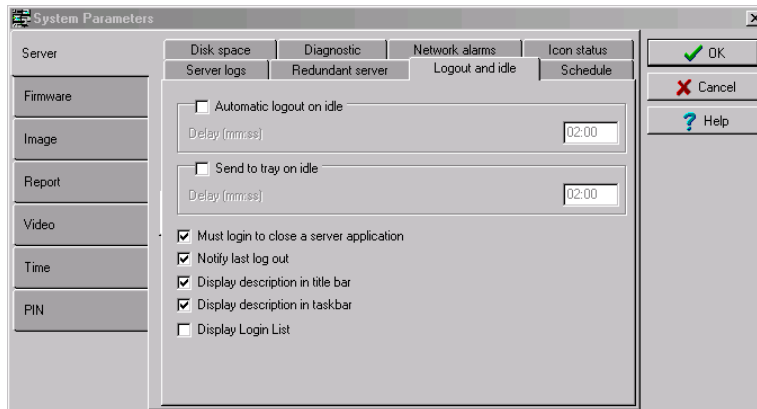 System Parameters
Server
Firmware
Image
Report
Video
Time
PIN
Disk space Diagnostic Network alarms Icon status
Server logs Redundant server Logout and idle Schedule
Automatic logout on idle
Delay (mm:ss) 02:00
Send to tray on idle
Delay (mm:ss) 02:00
Must login to close a server application
Notify last log out
Display description in title bar
Display description in taskbar
Display Login List
OK
Cancel
Help